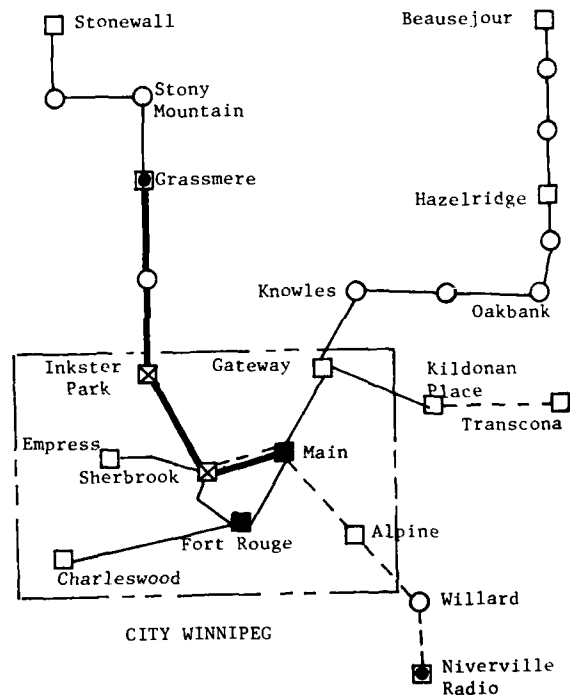 Stonewall
Beausejour
Stony
Mountain
Grassmere
Hazelridge
Knowles
Oakbank
Inkster
Park
Gateway
Kildonan
Place
Transcona
Empress
Sherbrook
Main
Fort Rouge
Alpine
Charleswood
Willard
CITY WINNIPEG
Niverville
Radio